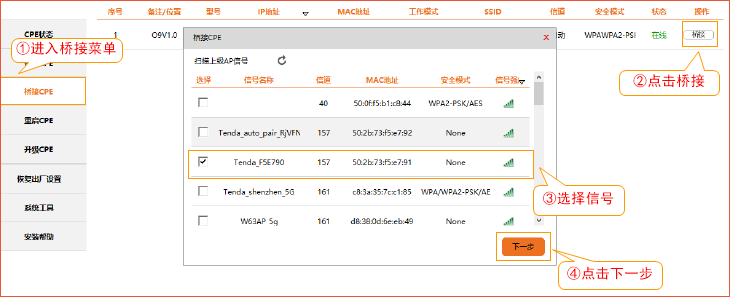 序号 备注/位置 型号 IP地址 MAC地址 工作模式 SSID 信道 安全模式 状态 操作
CPE状态
1 O9V1.0 动 WPAWPA2-PSI 在线 桥接
①进入桥接菜单
桥接CPE
重启CPE
升级CPE
恢复出厂设置
系统工具
安装帮助
桥接CPE x
扫描上级AP信号
选择 信号名称 信道 MAC地址 安全模式 信号强
40 50:0f:f5:b1:c8:44 WPA2-PSK/AES
Tenda_auto_pair_RjVFN 157 50:2b:73:f5:e7:92 None
Tenda_F5E790 157 50:2b:73:f5:e7:91 None
Tenda_shenzhen_5G 161 c8:3a:35:7c:c1:85 WPA/WPA2-PSK/AE
W63AP_5g 161 d8:38:0d:6e:eb:49 None
下一步
②点击桥接
③选择信号
④点击下一步